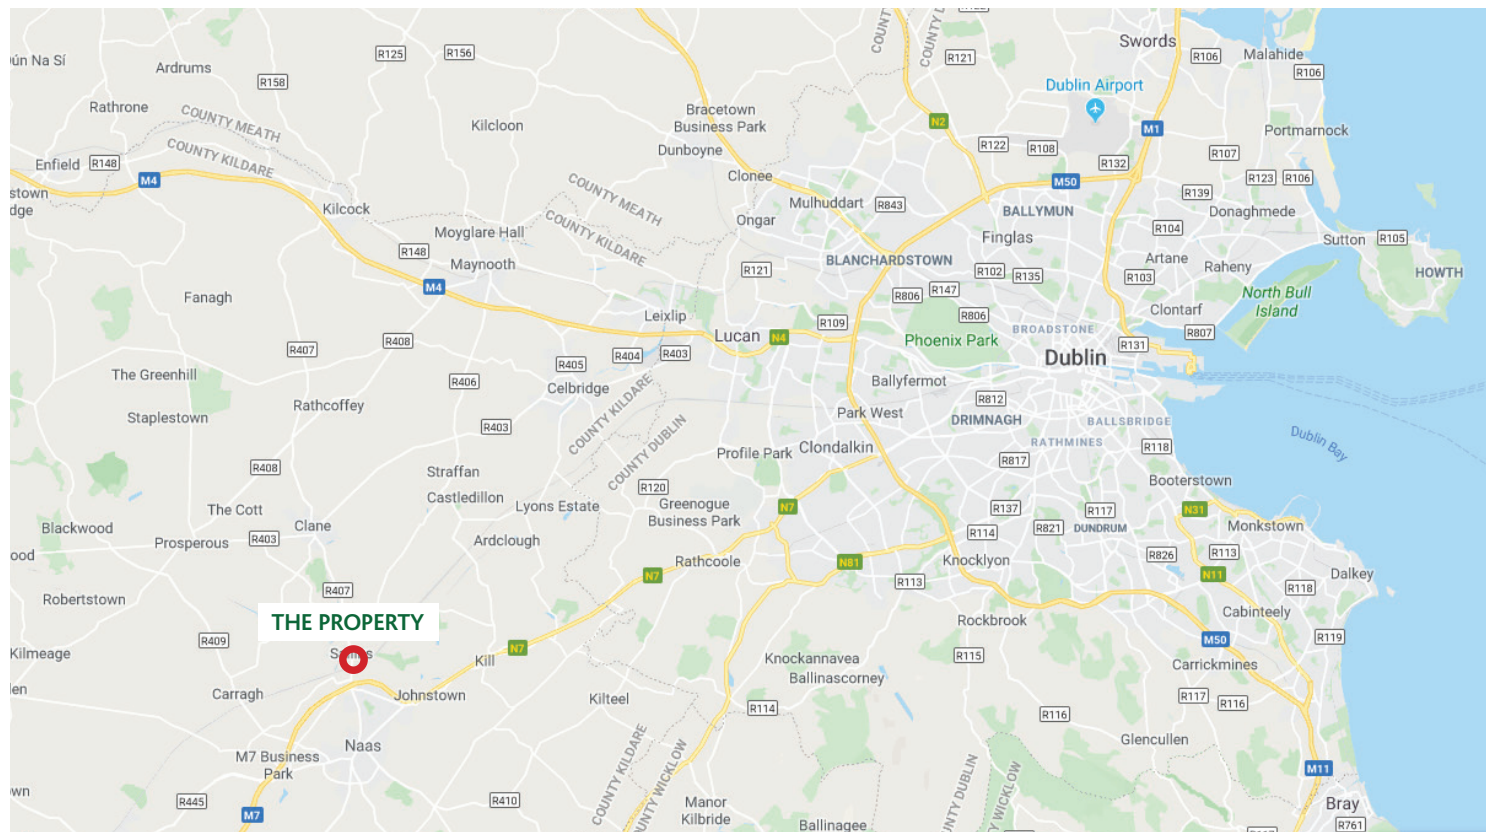 R125
R156
Swords
R121
R106
Malahide
R106
Ardrums
R158
Dublin Airport
Rathrone
COUNTY MEATH
COUNTY KILDARE
Kilcloon
Bracetown
Business Park
Dunboyne
N2
M1
Portmarnock
R122
R108
R132
R107
Enfield
R148
M4
Clonee
M50
R123
R106
R139
Kilcock
COUNTY MEATH
COUNTY KILDARE
Mulhuddart
R843
BALLYMUN
Donaghmede
Ongar
Moyglare Hall
R148
Finglas
R104
Sutton
R105
Maynooth
R121
BLANCHARDSTOWN
R102
R135
Artane
Raheny
R103
HOWTH
M4
Fanagh
R806
R147
North Bull
Island
Leixlip
R109
R806
Clontarf
BROADSTONE
R807
Lucan
N4
Phoenix Park
R131
R407
R408
R404
R403
R405
Dublin
The Greenhill
R406
Celbridge
Ballyfermot
COUNTY KILDARE
COUNTY DUBLIN
Rathcoffey
R812
Staplestown
Park West
DRIMNAGH
BALLSBRIDGE
R403
RATHMINES
Dublin Bay
Profile Park
Clondalkin
R118
R408
Straffan
R817
Castledillon
R120
Booterstown
The Cott
Lyons Estate
Greenogue
Business Park
N7
R137
R117
N31
Blackwood
Clane
R114
R821
DUNDRUM
Monkstown
Prosperous
R403
Ardclough
R826
R113
Rathcoole
N81
Knocklyon
N7
R113
N11
Dalkey
R407
R118
Robertstown
Cabinteely
THE PROPERTY
Rockbrook
R409
M50
R119
Kilmeage
Kill
N7
Knockannavea
R115
Carrickmines
Ballinascorney
Carragh
Johnstown
Kilteel
R117
R116
R114
R116
Naas
Glencullen
M7 Business
Park
COUNTY KILDARE
COUNTY DUBLIN
M11
R445
R410
Manor
Kilbride
Bray
M7
Ballinagee
R761